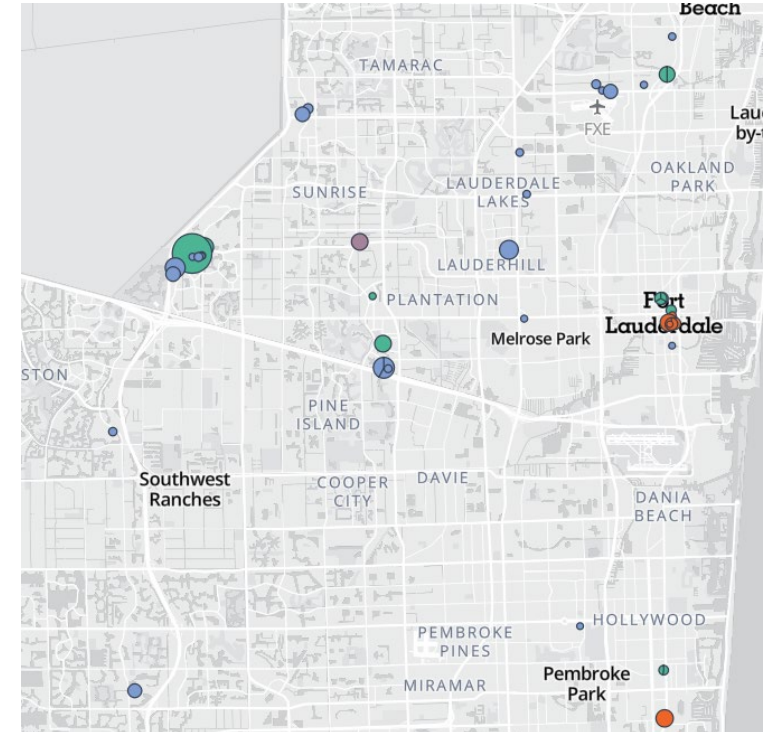 Beach
TAMARAC
FXE
OAKLAND
PARK
SUNRISE
LAUDERDALE
LAKES
LAUDERHILL
PLANTATION
Fort
Lauderdale
Melrose Park
PINE
ISLAND
Southwest
Ranches
COOPER
CITY
DAVIE
DANIA
BEACH
HOLLYWOOD
PEMBROKE
PINES
Pembroke
Park
MIRAMAR